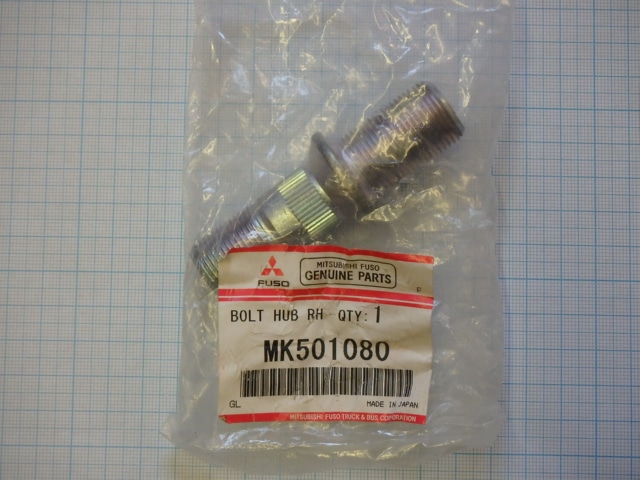 FUSO
MITSUBISHI FUSO
GENUINE PARTS
F
BOLT HUB RH QTY: 1
MK501080
GL
MADE IN JAPAN
MITSUBISHI FUSO TRUCK & BUS CORPORATION